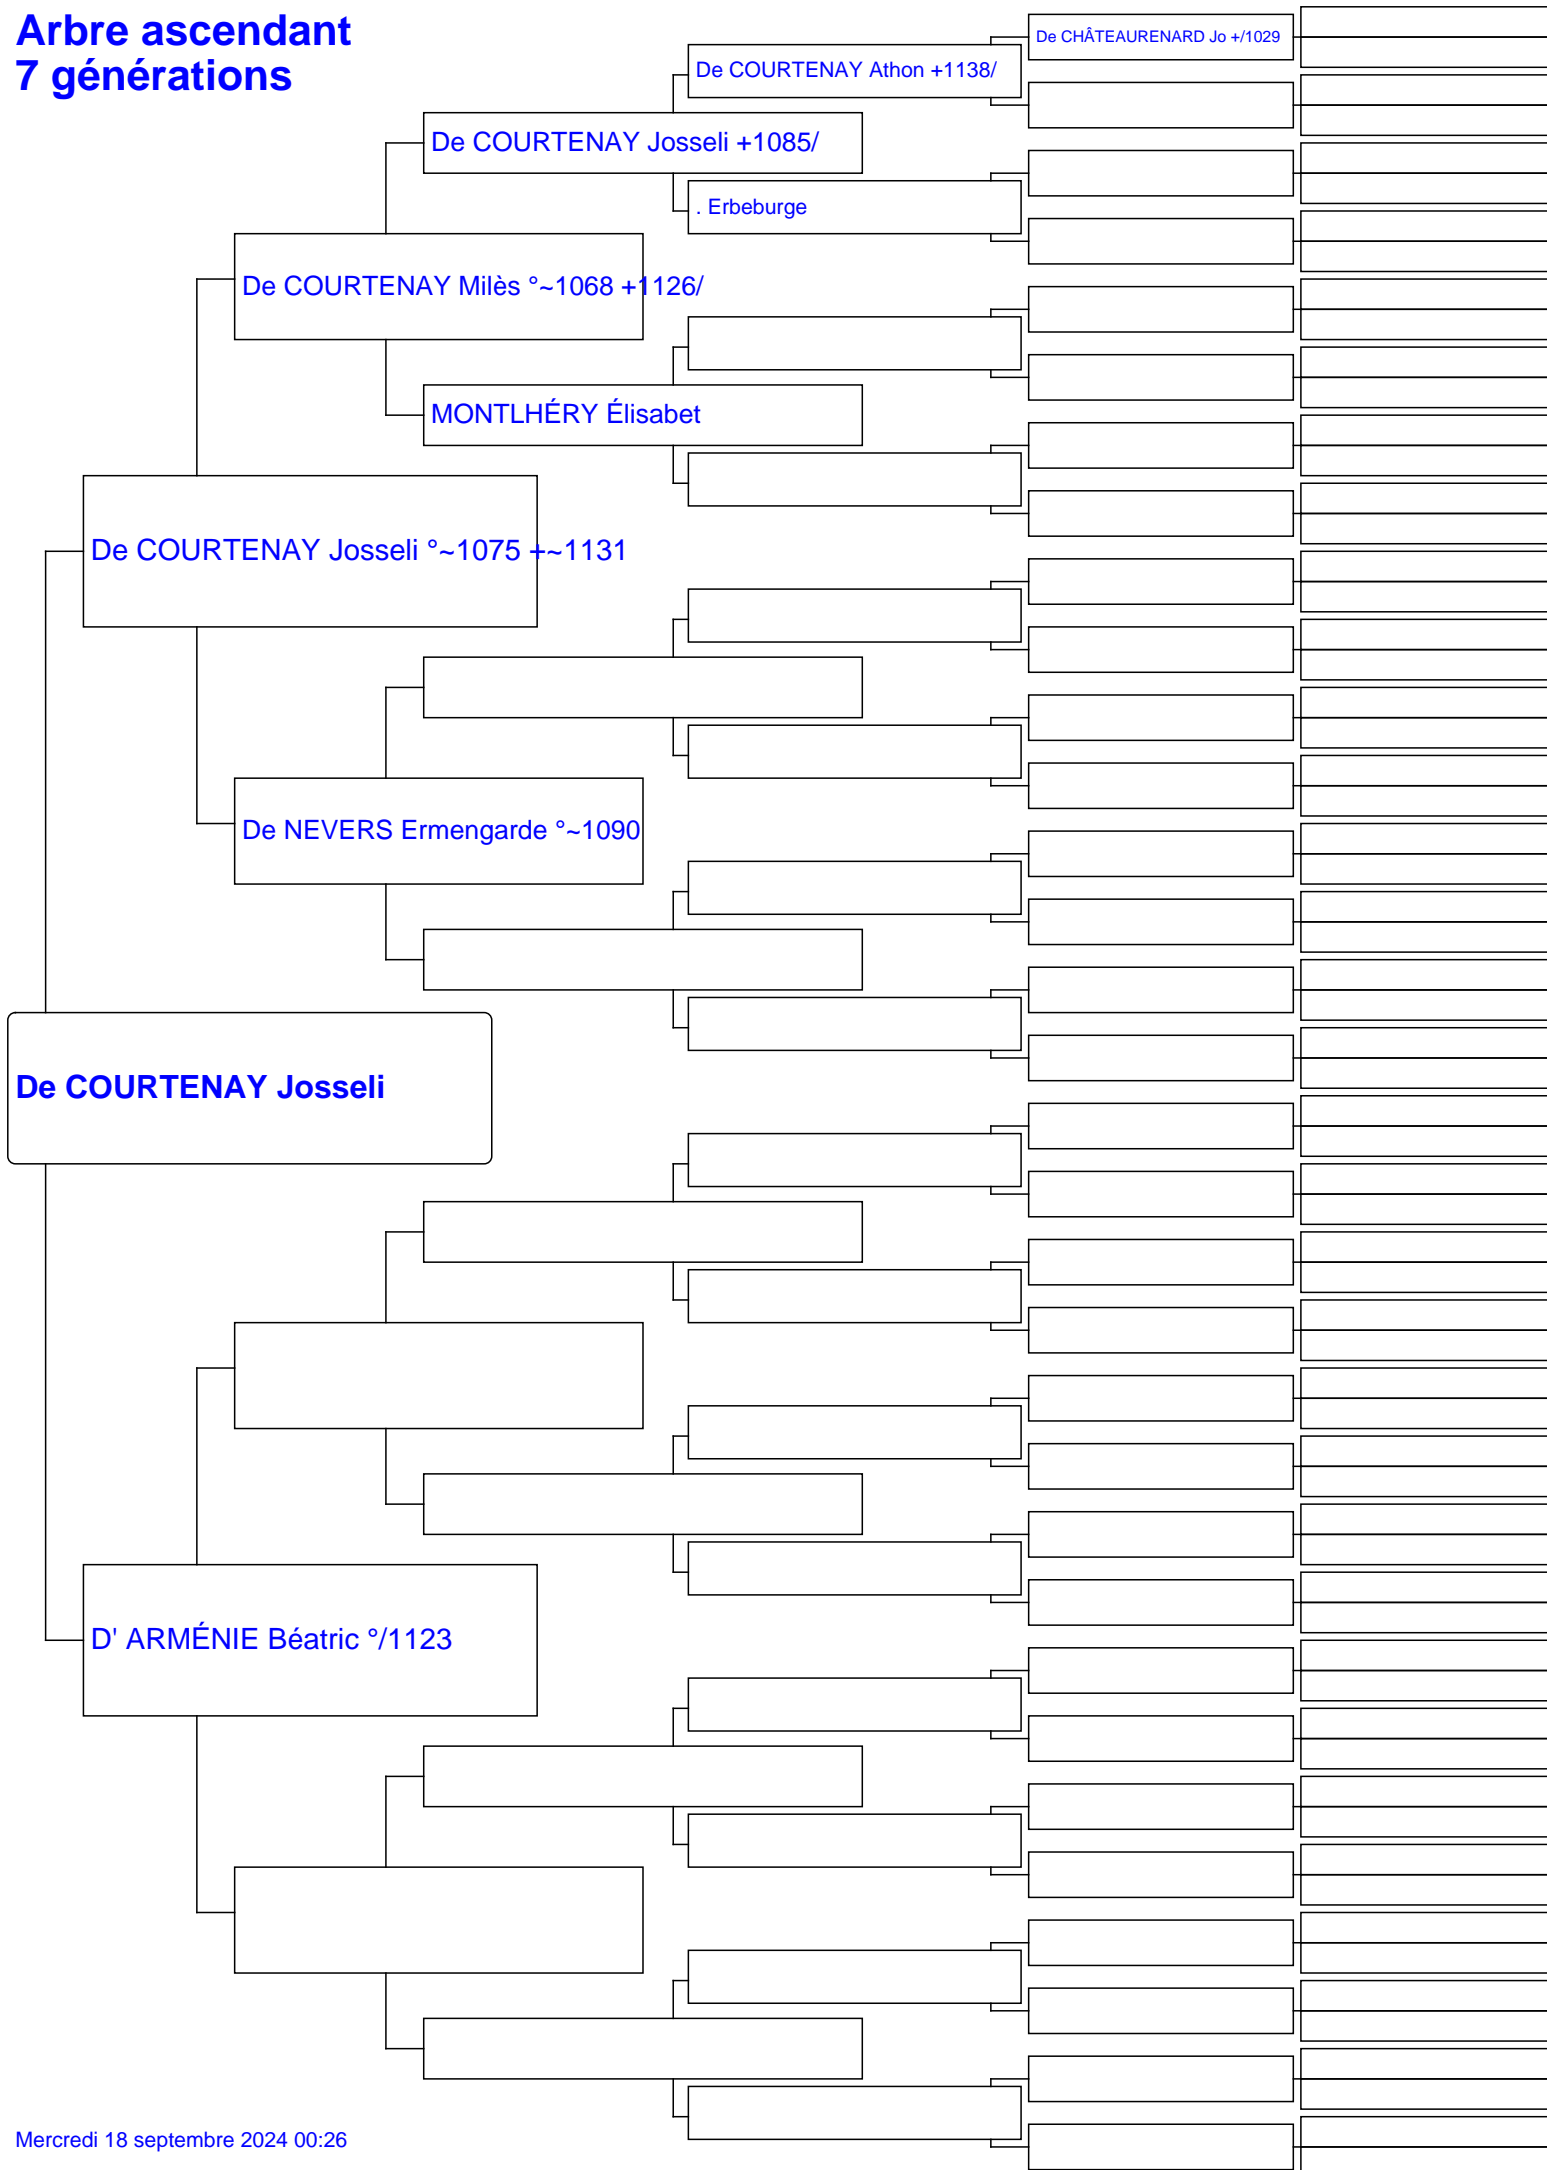 Arbre ascendant
7 générations
De CHÂTEAURENARD Jo +/1029
De COURTENAY Athon +1138/
De COURTENAY Josseli +1085/
. Erbeburge
De COURTENAY Milès °~1068 +1126/
MONTLHÉRY Élisabet
De COURTENAY Josseli °~1075 +~1131
De NEVERS Ermengarde °~1090
De COURTENAY Josseli
D' ARMÉNIE Béatric °/1123
Mercredi 18 septembre 2024 00:26